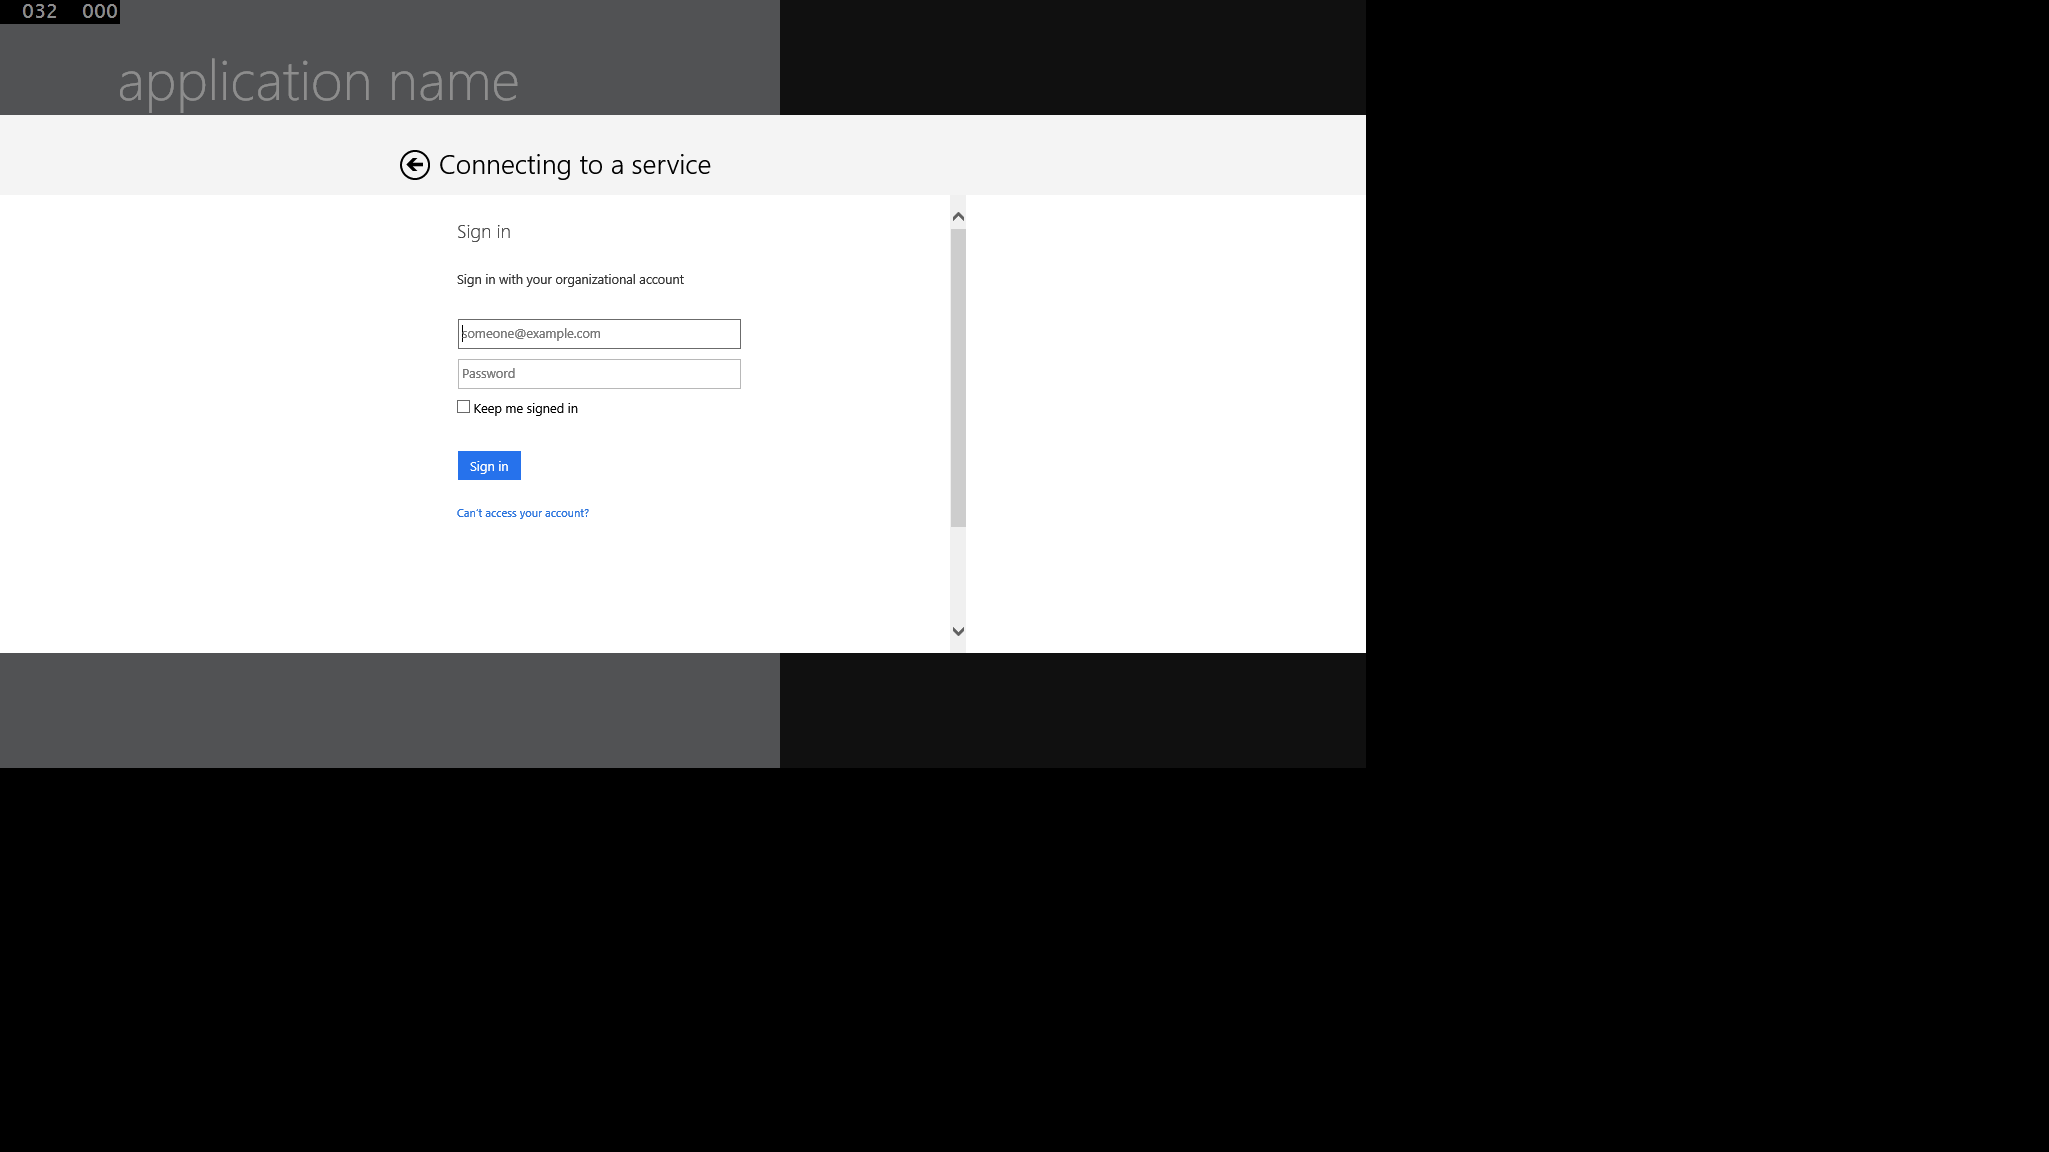 032 000
application name
Connecting to a service
Sign in
Sign in with your organizational account
someone@example.com
Password
Keep me signed in
Sign in
Can't access your account?